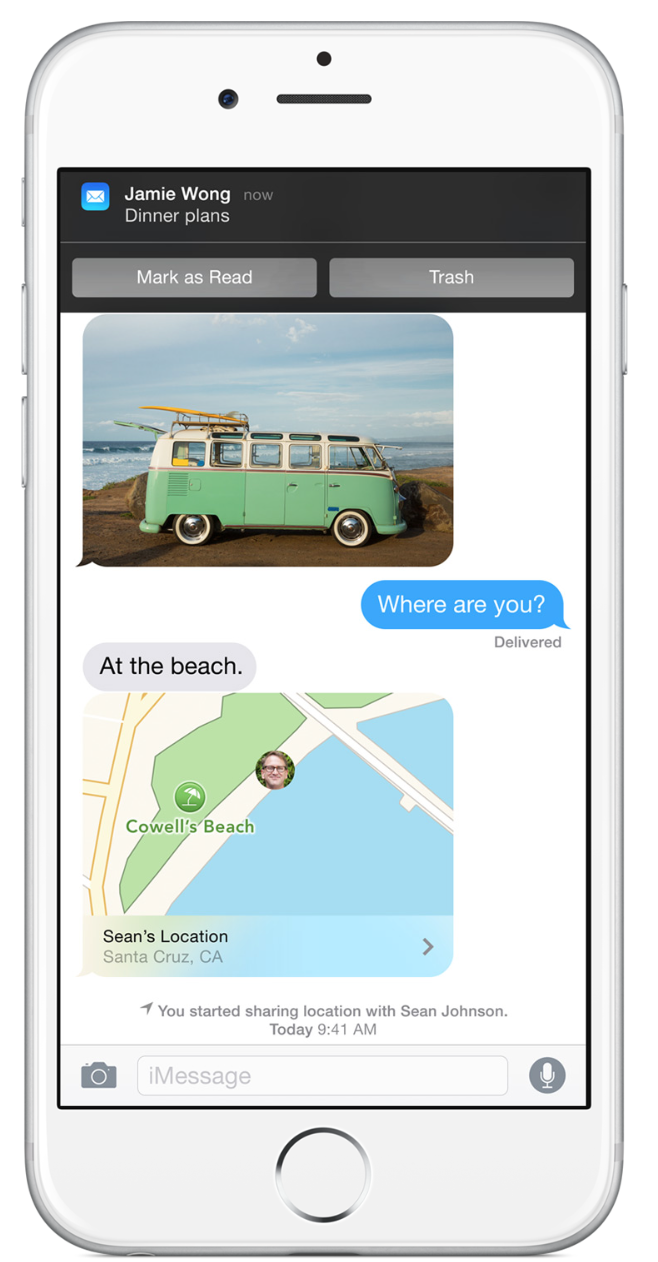 Jamie Wong now
Dinner plans
Mark as Read
Trash
Where are you?
Delivered
At the beach.
Cowell's Beach
Sean's Location
Santa Cruz, CA
You started sharing location with Sean Johnson.
Today 9:41 AM
iMessage